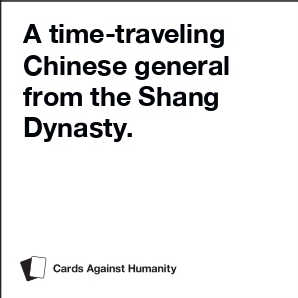 A time-traveling
Chinese general
from the Shang
Dynasty.
Cards Against Humanity